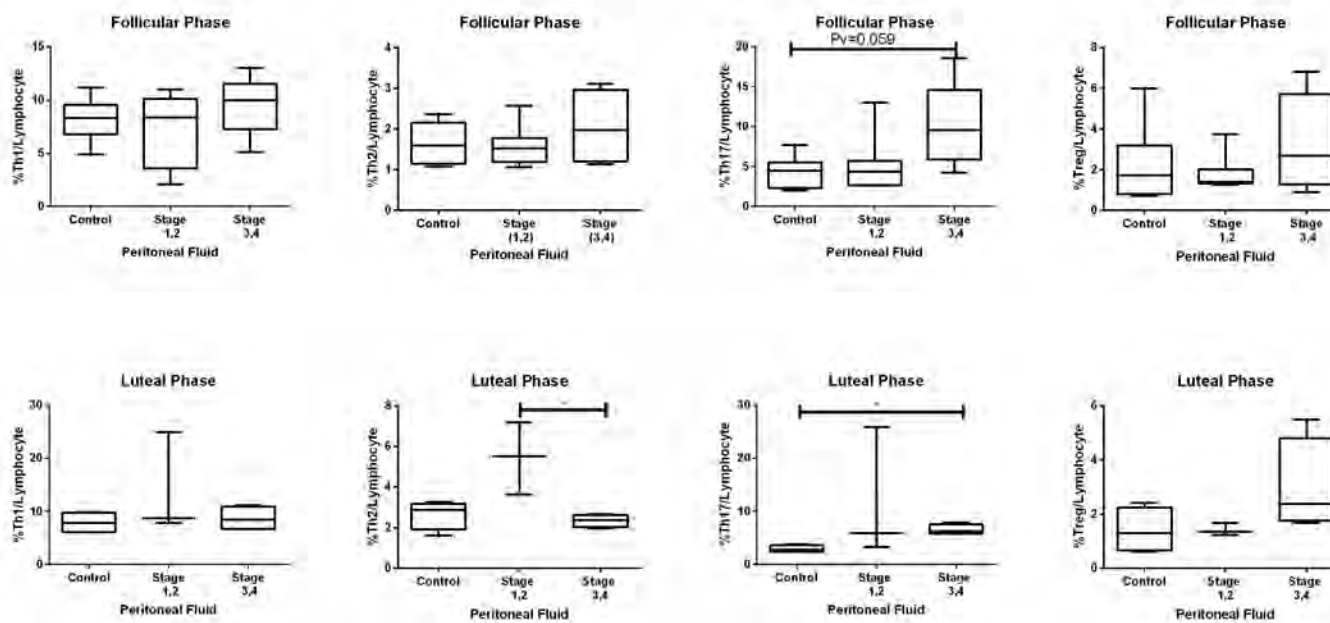 Follicular Phase
%Th1/Lymphocyte
15
10
5
0
Control
Stage
1,2
Stage
3,4
Peritoneal Fluid
Follicular Phase
%Th2/Lymphocyte
4
3
2
1
0
Control
Stage
(1,2)
Stage
(3,4)
Peritoneal Fluid
Follicular Phase
Pv=0.059
%Th17/Lymphocyte
20
15
10
5
0
Control
Stage
1,2
Stage
3,4
Peritoneal Fluid
Follicular Phase
%Treg/Lymphocyte
8
6
4
2
0
Control
Stage
1,2
Stage
3,4
Peritoneal Fluid
Luteal Phase
%Th1/Lymphocyte
30
20
10
0
Control
Stage
1,2
Stage
3,4
Peritoneal Fluid
Luteal Phase
%Th2/Lymphocyte
8
6
4
2
0
Control
Stage
1,2
Stage
3,4
Peritoneal Fluid
Luteal Phase
%Th17/Lymphocyte
30
20
10
0
Control
Stage
1,2
Stage
3,4
Peritoneal Fluid
Luteal Phase
%Treg/Lymphocyte
6
4
2
0
Control
Stage
1,2
Stage
3,4
Peritoneal Fluid